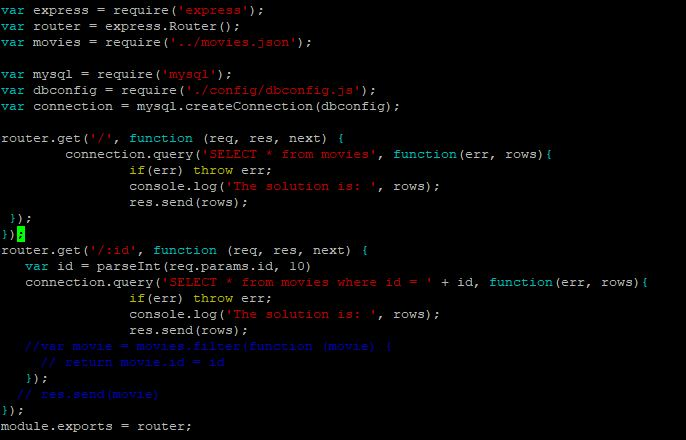 var express = require('express');
var router = express.Router();
var movies = require('../movies.json');

var mysql = require('mysql');
var dbconfig = require('./config/dbconfig.js');
var connection = mysql.createConnection(dbconfig);

router.get('/', function (req, res, next) {
        connection.query('SELECT * from movies', function(err, rows){
                if(err) throw err;
                console.log('The solution is: ', rows);
                res.send(rows);
 });
});
router.get('/:id', function (req, res, next) {
   var id = parseInt(req.params.id, 10)
   connection.query('SELECT * from movies where id = ' + id, function(err, rows){
                if(err) throw err;
                console.log('The solution is: ', rows);
                res.send(rows);
   //var movie = movies.filter(function (movie) {
     // return movie.id = id
   });
  // res.send(movie)
});
module.exports = router;